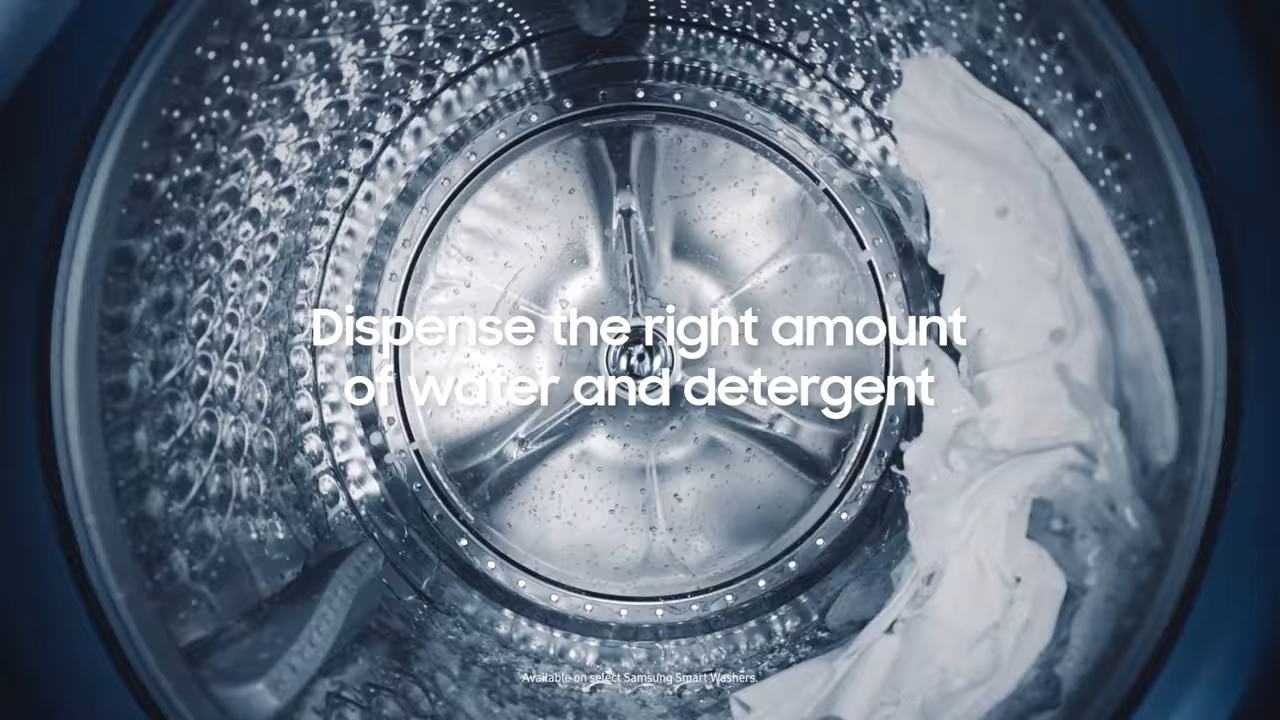 Dispense the right amount
of water and detergent
Available on select Samsung Smart Washers.